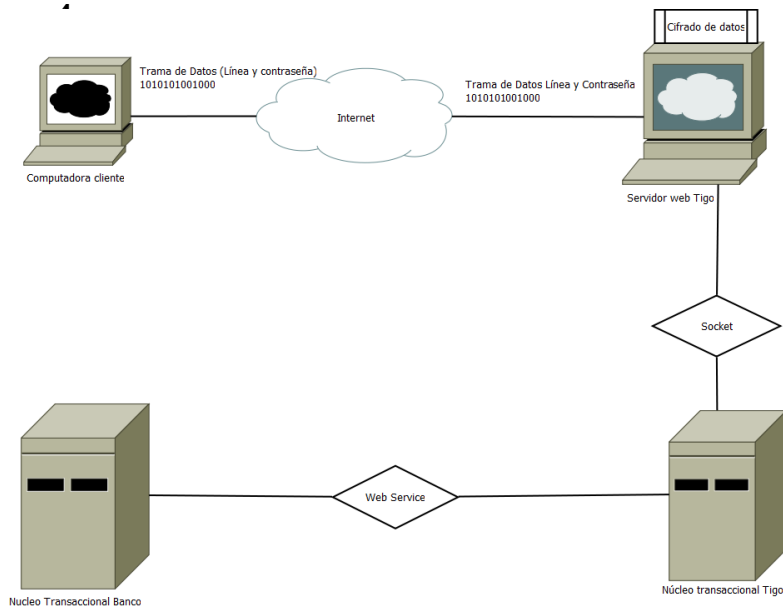 Cifrado de datos
Trama de Datos (Línea y contraseña)
1010101001000
Trama de Datos Línea y Contraseña
1010101001000
Internet
Computadora cliente
Servidor web Tigo
Socket
Web Service
Nucleo Transaccional Banco
Núcleo transaccional Tigo